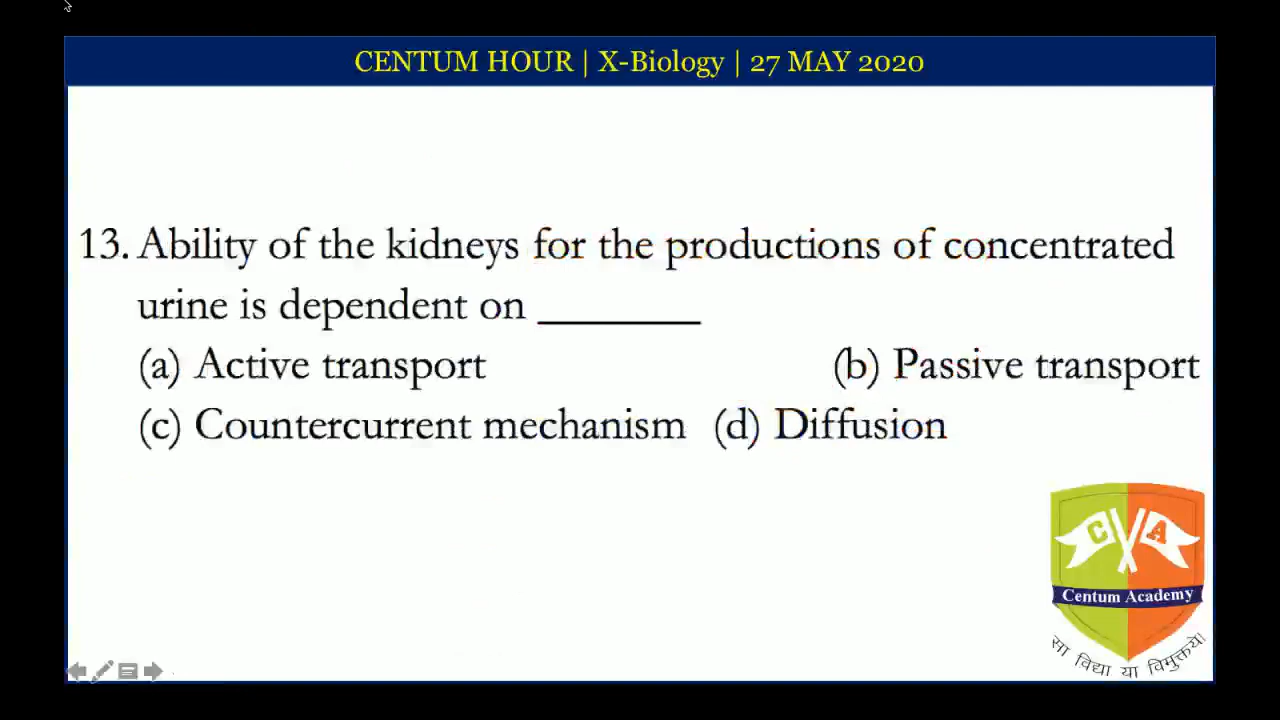 CENTUM HOUR | X-Biology | 27 MAY 2020
13. Ability of the kidneys for the productions of concentrated
urine is dependent on ________
(a) Active transport (b) Passive transport
(c) Countercurrent mechanism (d) Diffusion
C A
Centum Academy
सा विद्या या विमुक्तये।